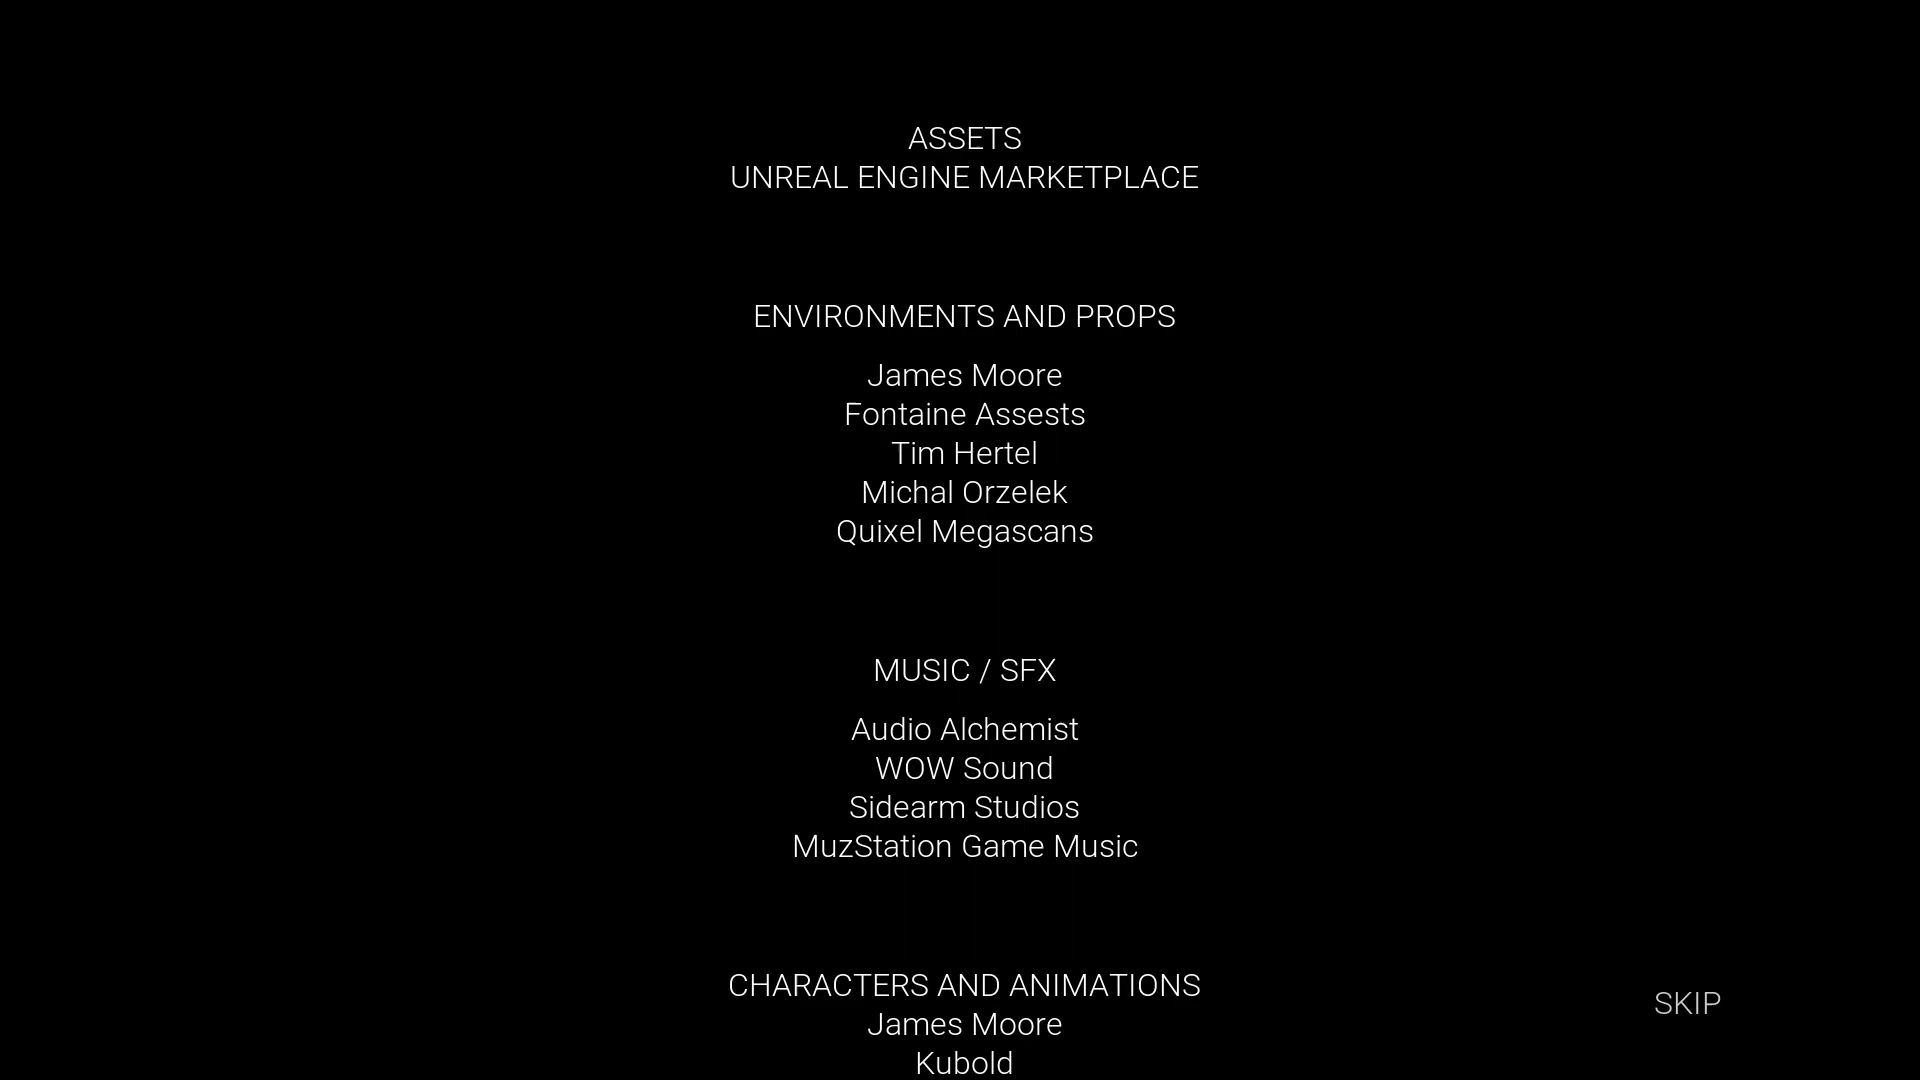 ASSETS
UNREAL ENGINE MARKETPLACE
ENVIRONMENTS AND PROPS
James Moore
Fontaine Assests
Tim Hertel
Michal Orzelek
Quixel Megascans
MUSIC / SFX
Audio Alchemist
WOW Sound
Sidearm Studios
MuzStation Game Music
CHARACTERS AND ANIMATIONS
James Moore
Kubold
SKIP